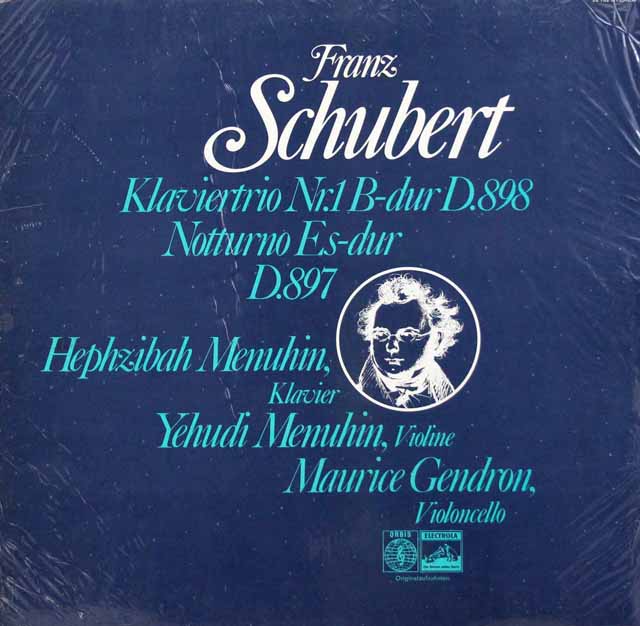 Franz
Schubert
Klaviertrio Nr.1 B-dur D.898
Notturno Es-dur
D.897
Hephzibah Menuhin,
Klavier
Yehudi Menuhin, Violine
Maurice Gendron,
Violoncello
ORBIS
ELECTROLA
Originalaufnahmen